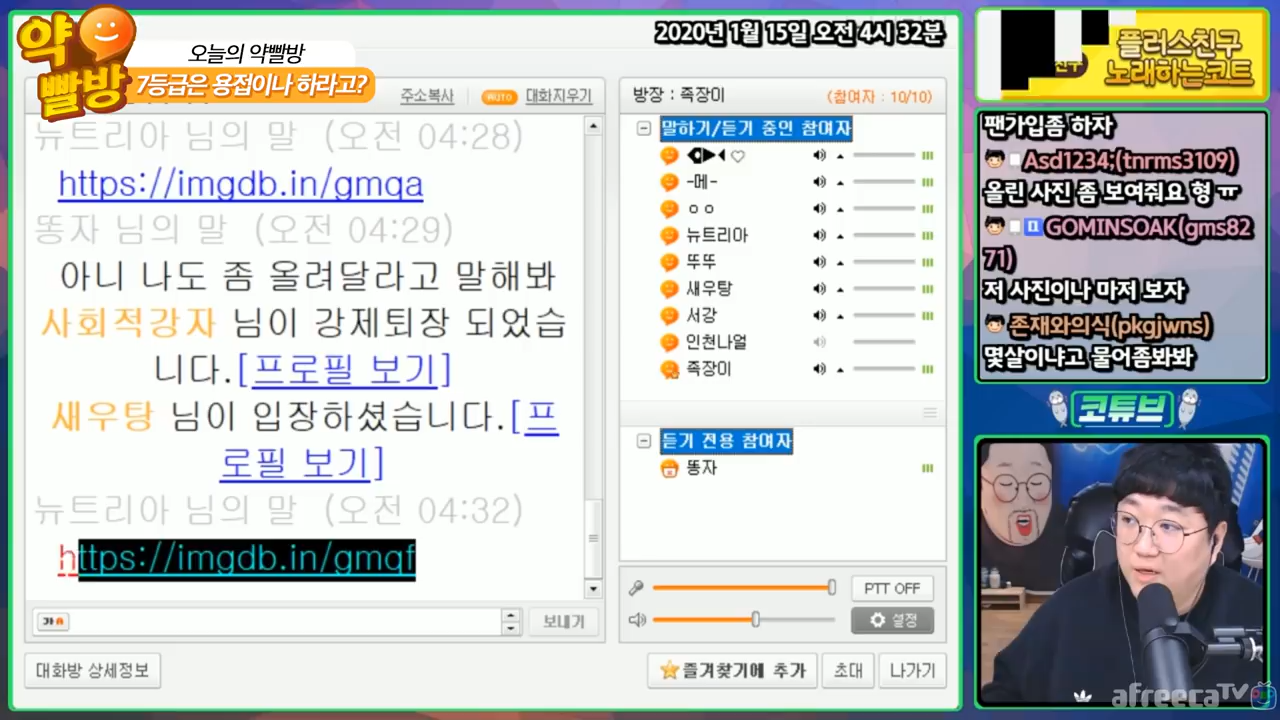 약빨방
오늘의 약빨방
7등급은 용접이나 하라고?
2020년 1월 15일 오전 4시 32분
주소복사
AUTO 대화지우기
뉴트리아 님의 말 (오전 04:28)
https://imgdb.in/gmqa
똥자 님의 말 (오전 04:29)
아니 나도 좀 올려달라고 말해봐
사회적강자 님이 강제퇴장 되었습
니다.[프로필 보기]
새우탕 님이 입장하셨습니다.[프
로필 보기]
뉴트리아 님의 말 (오전 04:32)
https://imgdb.in/gmqf
가A
보내기
대화방 상세정보
방장 : 족장이 (참여자 : 10/10)
말하기/듣기 중인 참여자
-메-
ㅇㅇ
뉴트리아
뚜뚜
새우탕
서강
인천나얼
족장이
듣기 전용 참여자
똥자
PTT OFF
설정
즐겨찾기에 추가
초대
나가기
플러스친구
노래하는코트
친구
팬가입좀 하자
Asd1234;(tnrms3109)
올린 사진 좀 보여줘요 형 ㅠ
GOMINSOAK(gms82
71)
저 사진이나 마저 보자
존재와의식(pkgjwns)
몇살이냐고 물어좀봐봐
코튜브
afreecaTV